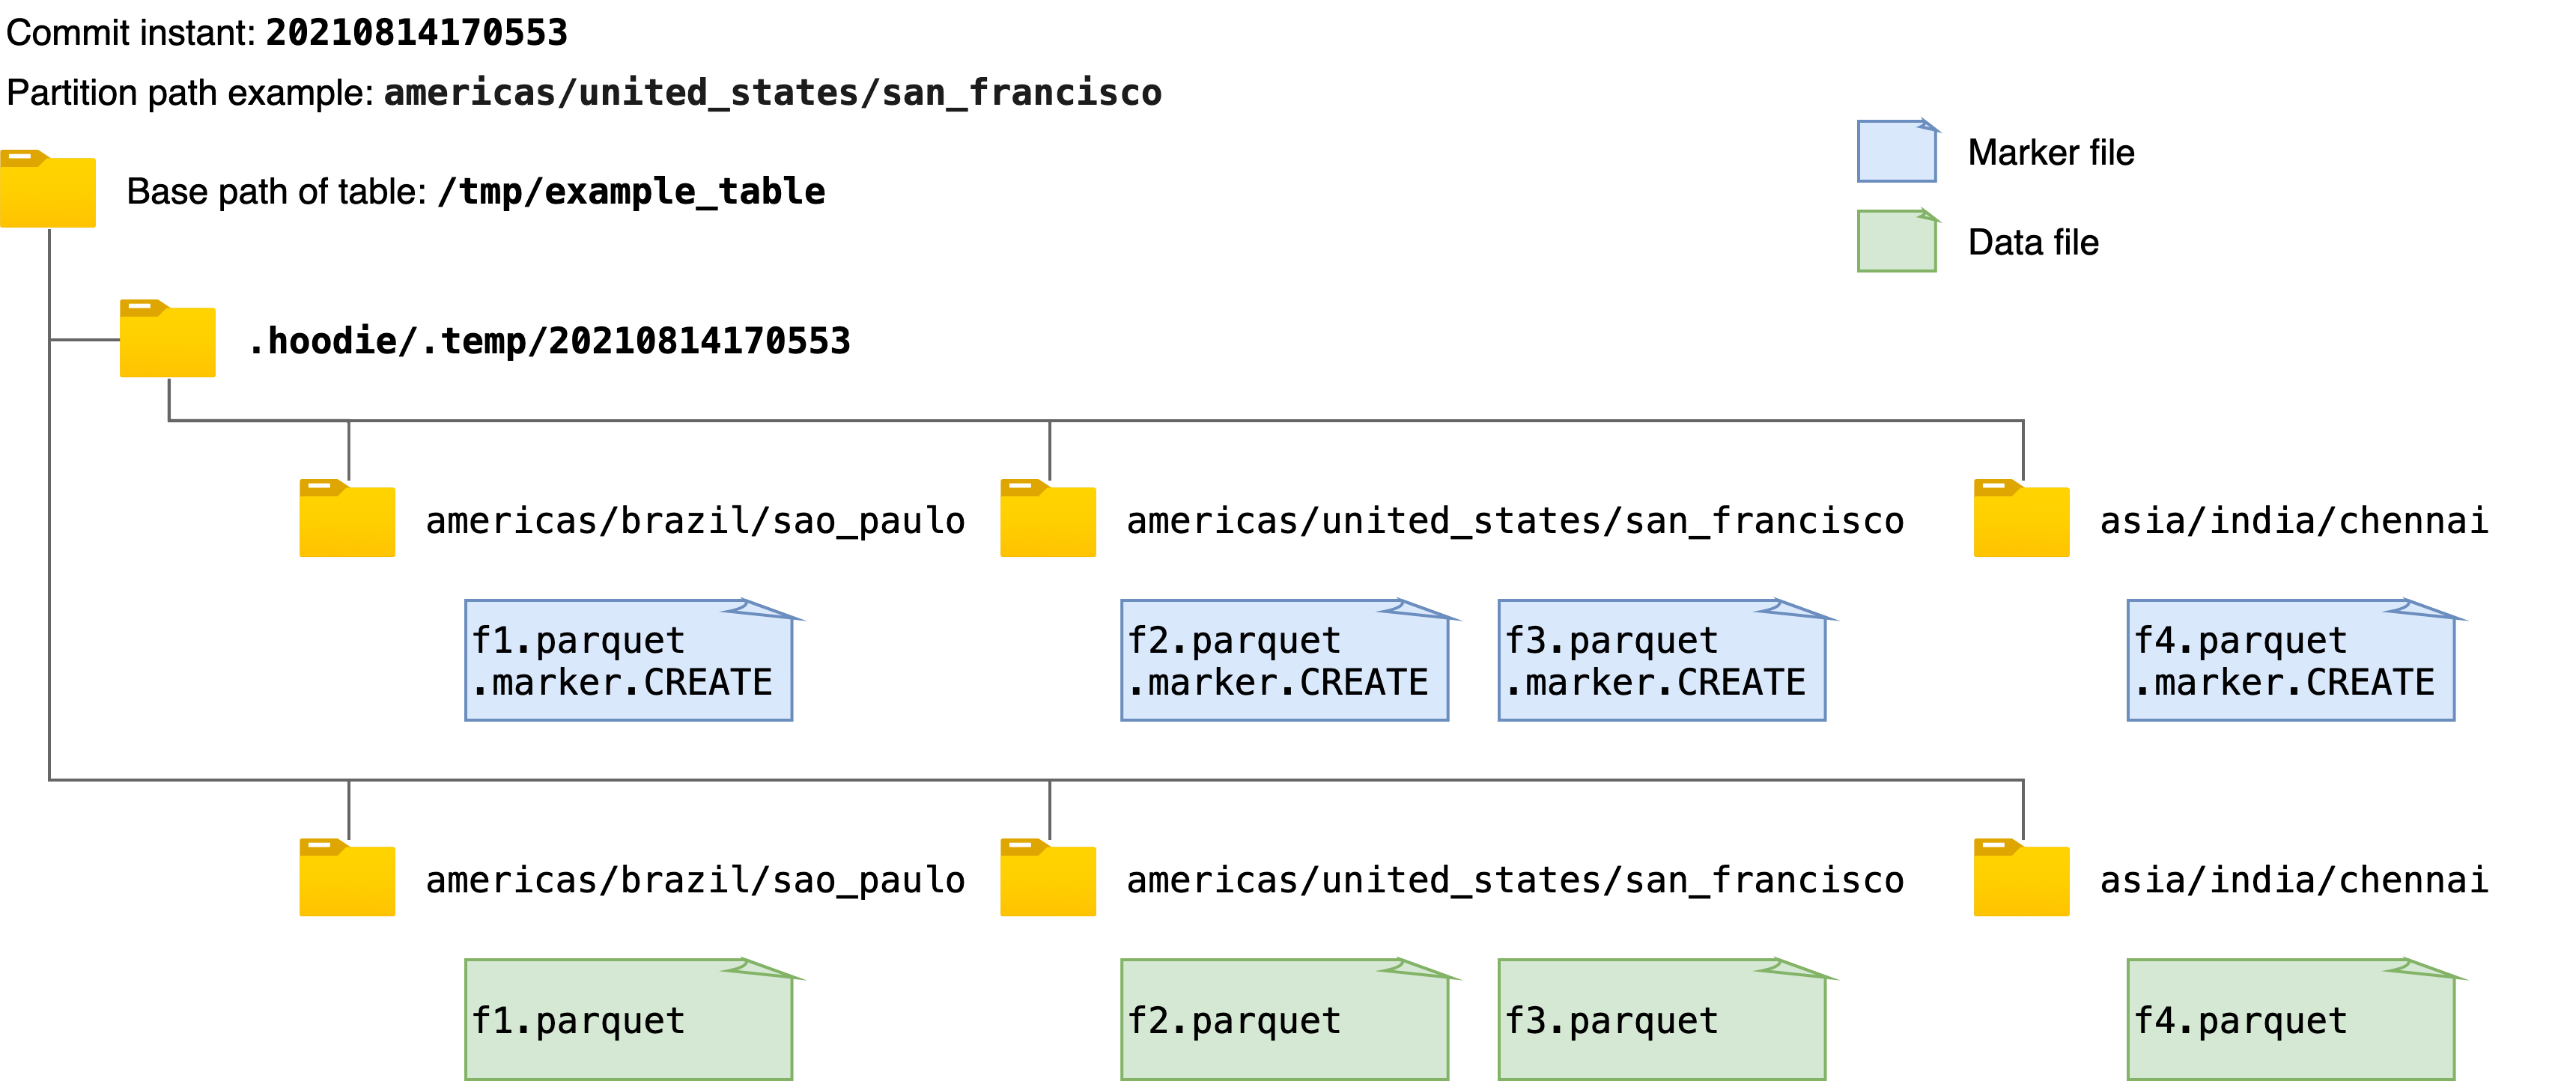 Commit instant: 20210814170553
Partition path example: americas/united_states/san_francisco
Marker file
Base path of table: /tmp/example_table
Data file
.hoodie/.temp/20210814170553
americas/brazil/sao_paulo
americas/united_states/san_francisco
asia/india/chennai
f1.parquet
.marker.CREATE
f2.parquet
.marker.CREATE
f3.parquet
.marker.CREATE
f4.parquet
.marker.CREATE
americas/brazil/sao_paulo
americas/united_states/san_francisco
asia/india/chennai
f1.parquet
f2.parquet
f3.parquet
f4.parquet